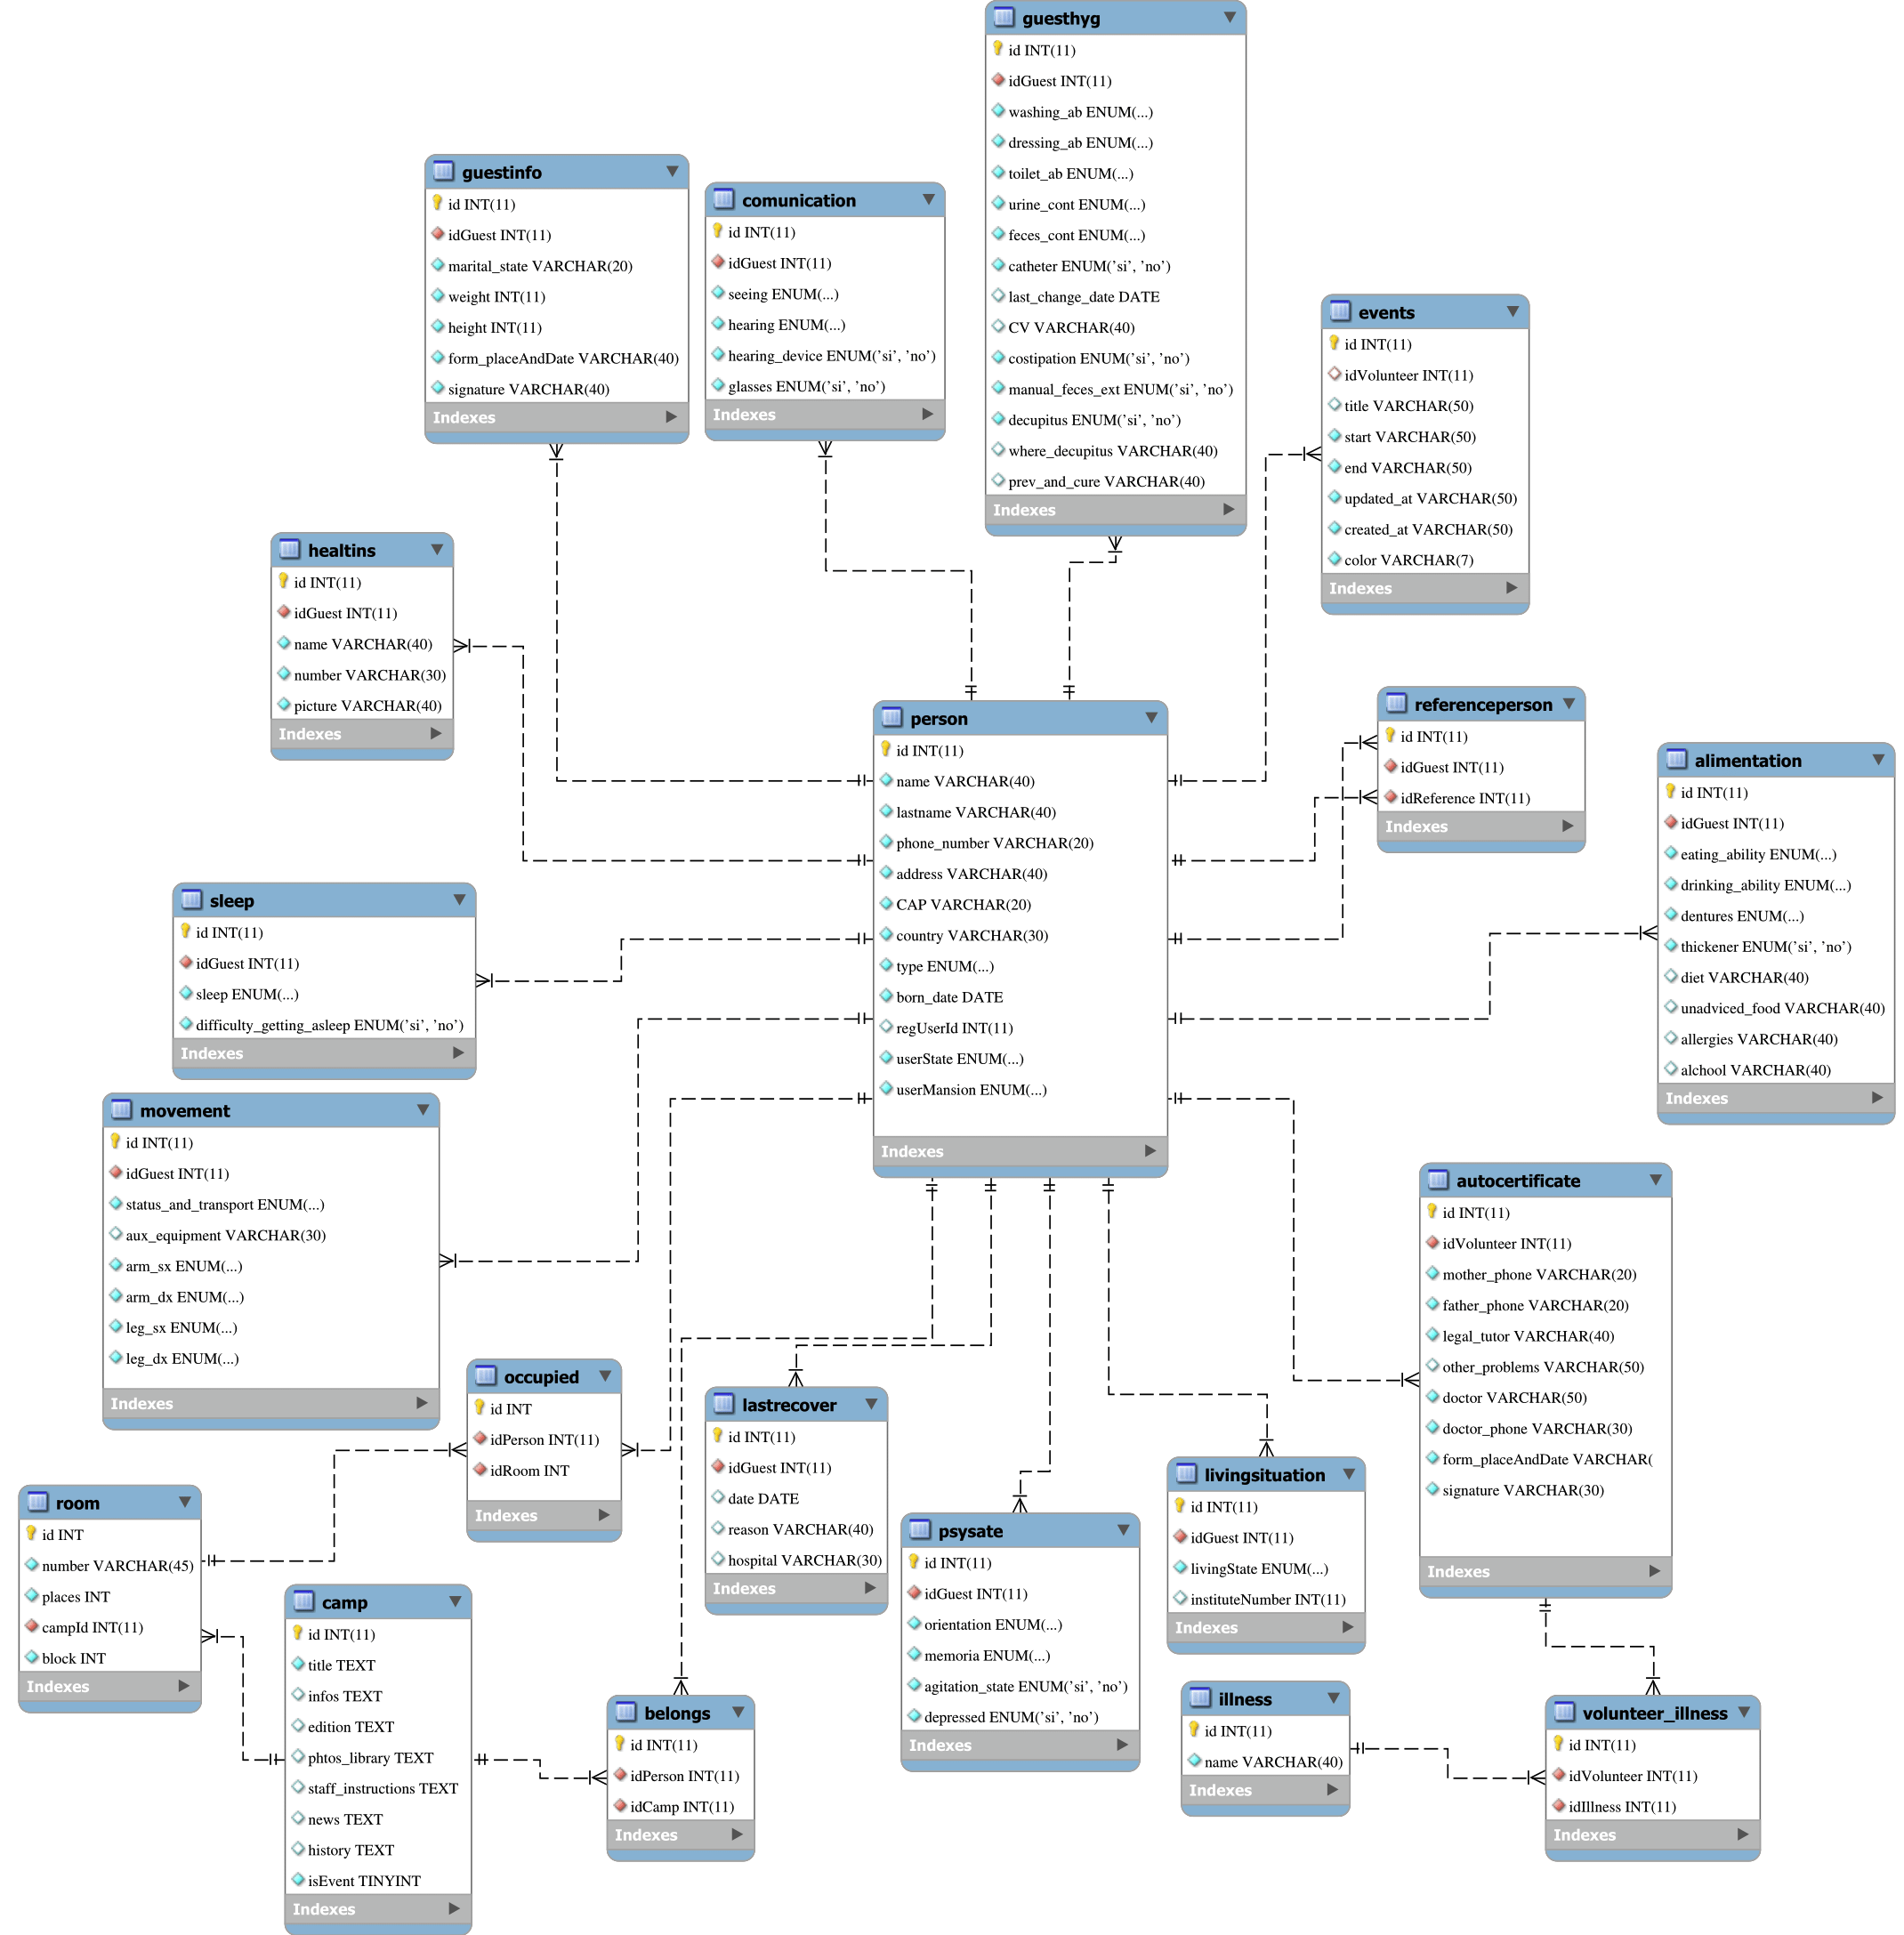 guesthyg
id INT(11)
idGuest INT(11)
washing_ab ENUM(...)
dressing_ab ENUM(...)
toilet_ab ENUM(...)
urine_cont ENUM(...)
feces_cont ENUM(...)
catheter ENUM('si', 'no')
last_change_date DATE
CV VARCHAR(40)
costipation ENUM('si', 'no')
manual_feces_ext ENUM('si', 'no')
decupitus ENUM('si', 'no')
where_decupitus VARCHAR(40)
prev_and_cure VARCHAR(40)
Indexes
guestinfo
id INT(11)
idGuest INT(11)
marital_state VARCHAR(20)
weight INT(11)
height INT(11)
form_placeAndDate VARCHAR(40)
signature VARCHAR(40)
Indexes
comunication
id INT(11)
idGuest INT(11)
seeing ENUM(...)
hearing ENUM(...)
hearing_device ENUM('si', 'no')
glasses ENUM('si', 'no')
Indexes
events
id INT(11)
idVolunteer INT(11)
title VARCHAR(50)
start VARCHAR(50)
end VARCHAR(50)
updated_at VARCHAR(50)
created_at VARCHAR(50)
color VARCHAR(7)
Indexes
healtins
id INT(11)
idGuest INT(11)
name VARCHAR(40)
number VARCHAR(30)
picture VARCHAR(40)
Indexes
person
id INT(11)
name VARCHAR(40)
lastname VARCHAR(40)
phone_number VARCHAR(20)
address VARCHAR(40)
CAP VARCHAR(20)
country VARCHAR(30)
type ENUM(...)
born_date DATE
regUserId INT(11)
userState ENUM(...)
userMansion ENUM(...)
Indexes
referenceperson
id INT(11)
idGuest INT(11)
idReference INT(11)
Indexes
alimentation
id INT(11)
idGuest INT(11)
eating_ability ENUM(...)
drinking_ability ENUM(...)
dentures ENUM(...)
thickener ENUM('si', 'no')
diet VARCHAR(40)
unadviced_food VARCHAR(40)
allergies VARCHAR(40)
alchool VARCHAR(40)
Indexes
sleep
id INT(11)
idGuest INT(11)
sleep ENUM(...)
difficulty_getting_asleep ENUM('si', 'no')
Indexes
movement
id INT(11)
idGuest INT(11)
status_and_transport ENUM(...)
aux_equipment VARCHAR(30)
arm_sx ENUM(...)
arm_dx ENUM(...)
leg_sx ENUM(...)
leg_dx ENUM(...)
Indexes
autocertificate
id INT(11)
idVolunteer INT(11)
mother_phone VARCHAR(20)
father_phone VARCHAR(20)
legal_tutor VARCHAR(40)
other_problems VARCHAR(50)
doctor VARCHAR(50)
doctor_phone VARCHAR(30)
form_placeAndDate VARCHAR(
signature VARCHAR(30)
Indexes
occupied
id INT
idPerson INT(11)
idRoom INT
Indexes
lastrecover
id INT(11)
idGuest INT(11)
date DATE
reason VARCHAR(40)
hospital VARCHAR(30)
Indexes
livingsituation
id INT(11)
idGuest INT(11)
livingState ENUM(...)
instituteNumber INT(11)
Indexes
room
id INT
number VARCHAR(45)
places INT
campId INT(11)
block INT
Indexes
psysate
id INT(11)
idGuest INT(11)
orientation ENUM(...)
memoria ENUM(...)
agitation_state ENUM('si', 'no')
depressed ENUM('si', 'no')
Indexes
camp
id INT(11)
title TEXT
infos TEXT
edition TEXT
phtos_library TEXT
staff_instructions TEXT
news TEXT
history TEXT
isEvent TINYINT
Indexes
belongs
id INT(11)
idPerson INT(11)
idCamp INT(11)
Indexes
illness
id INT(11)
name VARCHAR(40)
Indexes
volunteer_illness
id INT(11)
idVolunteer INT(11)
idIllness INT(11)
Indexes